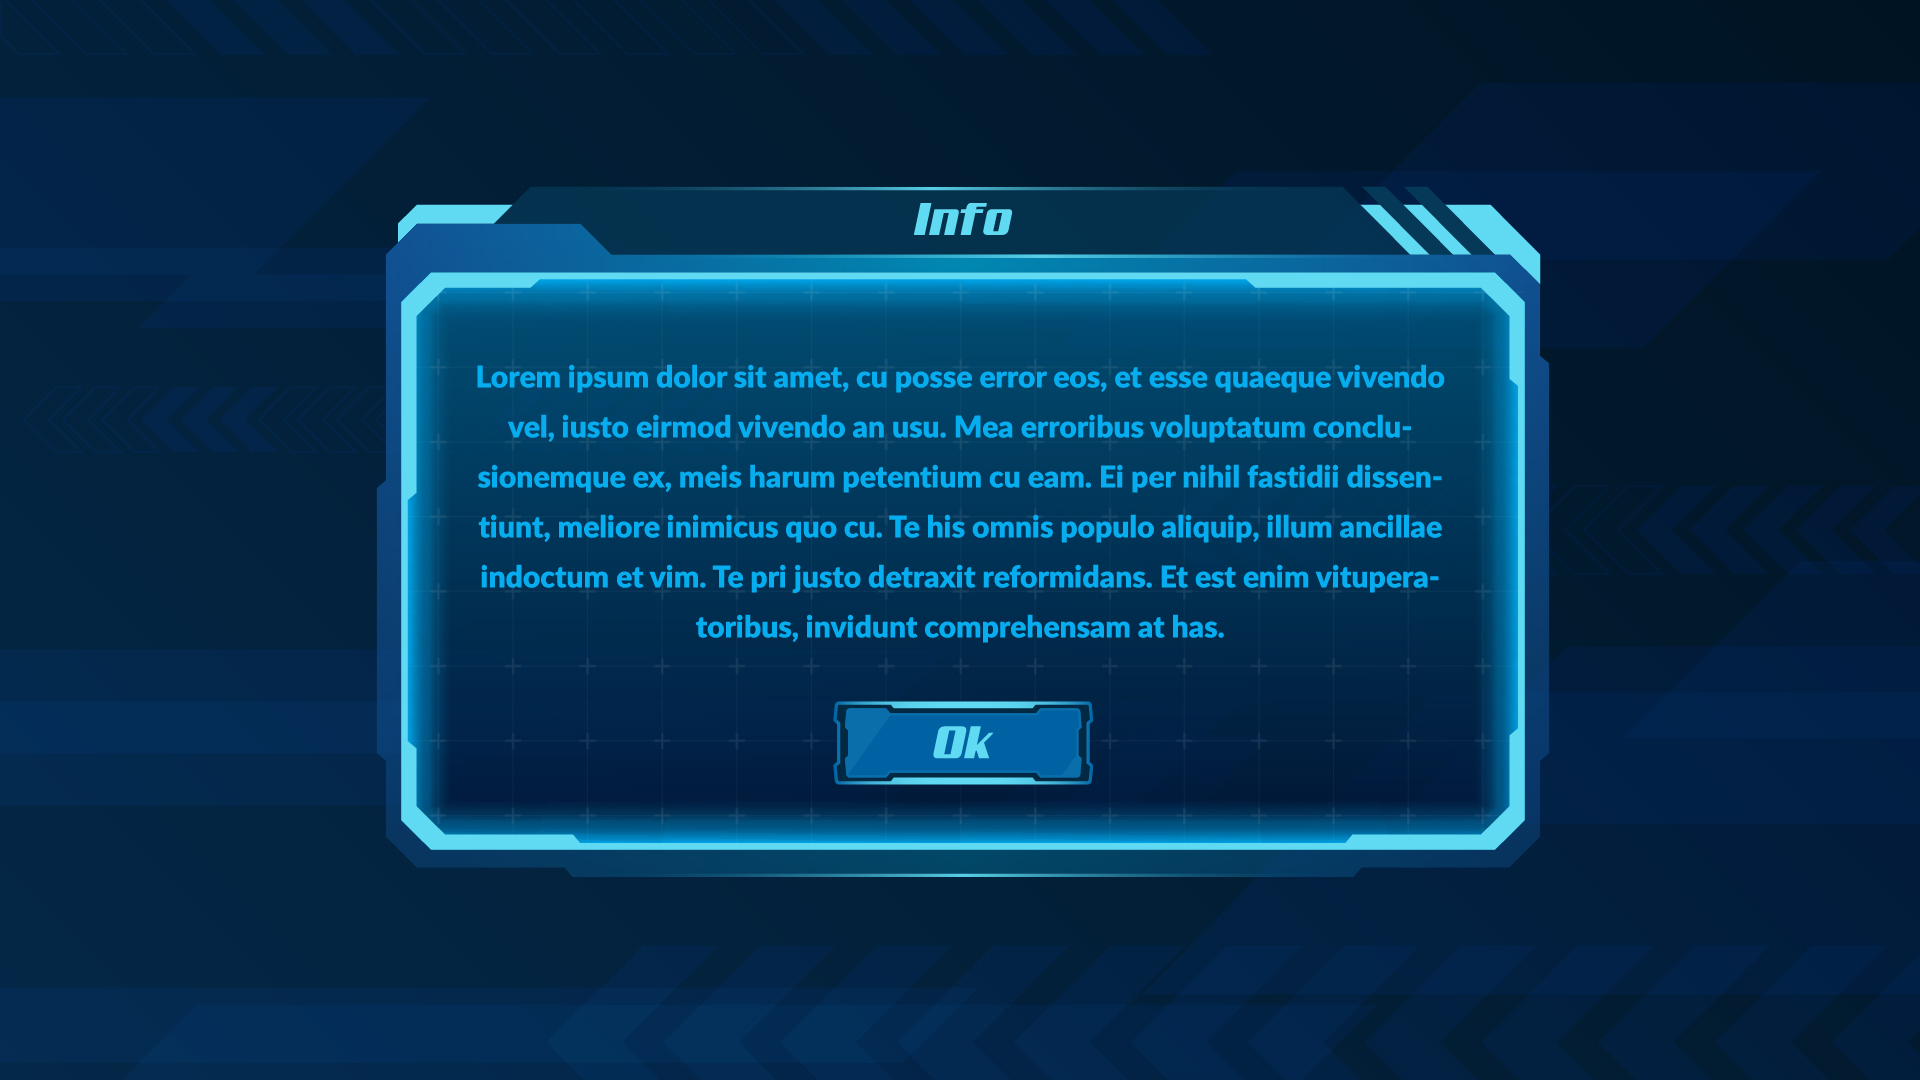 Info
Lorem ipsum dolor sit amet, cu posse error eos, et esse quaeque vivendo
vel, iusto eirmod vivendo an usu. Mea erroribus voluptatum conclu-
sionemque ex, meis harum petentium cu eam. Ei per nihil fastidii dissen-
tiunt, meliore inimicus quo cu. Te his omnis populo aliquip, illum ancillae
indoctum et vim. Te pri justo detraxit reformidans. Et est enim vitupera-
toribus, invidunt comprehensam at has.
Ok